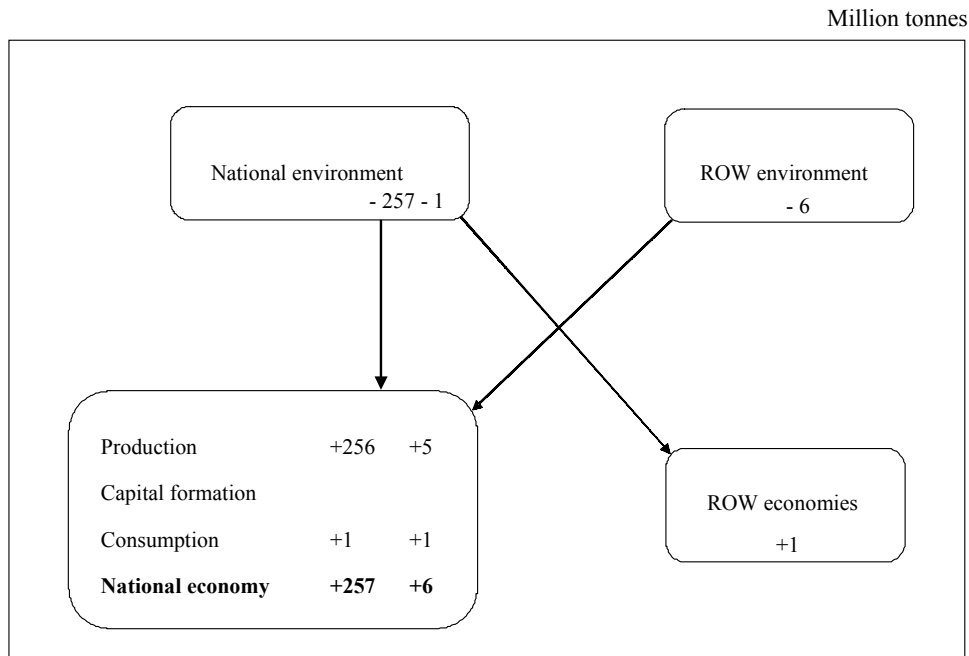 Million tonnes
National environment
- 257 - 1
ROW environment
- 6
Production +256 +5
Capital formation
Consumption +1 +1
National economy +257 +6
ROW economies
+1